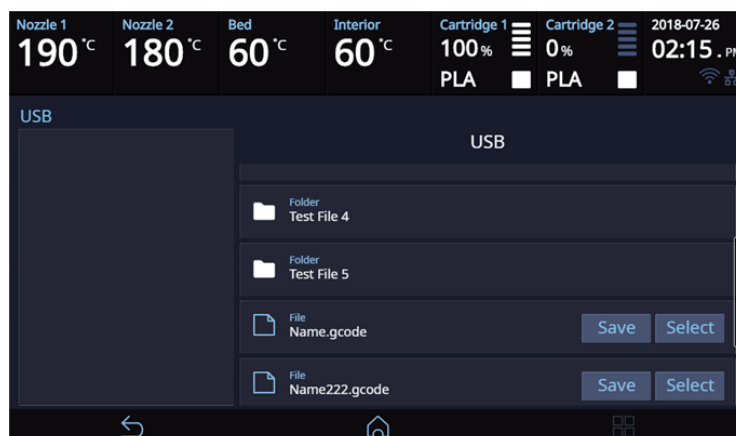 Nozzle 1
190 °C
Nozzle 2
180 °C
Bed
60 °C
Interior
60 °C
Cartridge 1
100 %
PLA
Cartridge 2
0 %
PLA
2018-07-26
02:15 . PM
USB
USB
Folder
Test File 4
Folder
Test File 5
File
Name.gcode
Save
Select
File
Name222.gcode
Save
Select